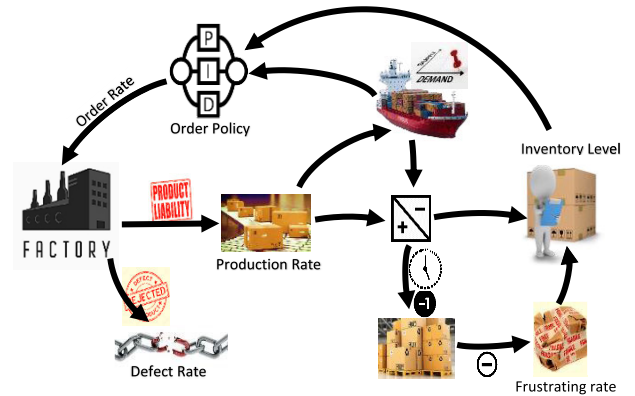 P
I
D
Order Policy
Order Rate
DEMAND
Inventory Level
PRODUCT
LIABILITY
FACTORY
Production Rate
+ -
-1
DEFECT
REJECTED
PRODUCT
Defect Rate
−
Frustrating rate